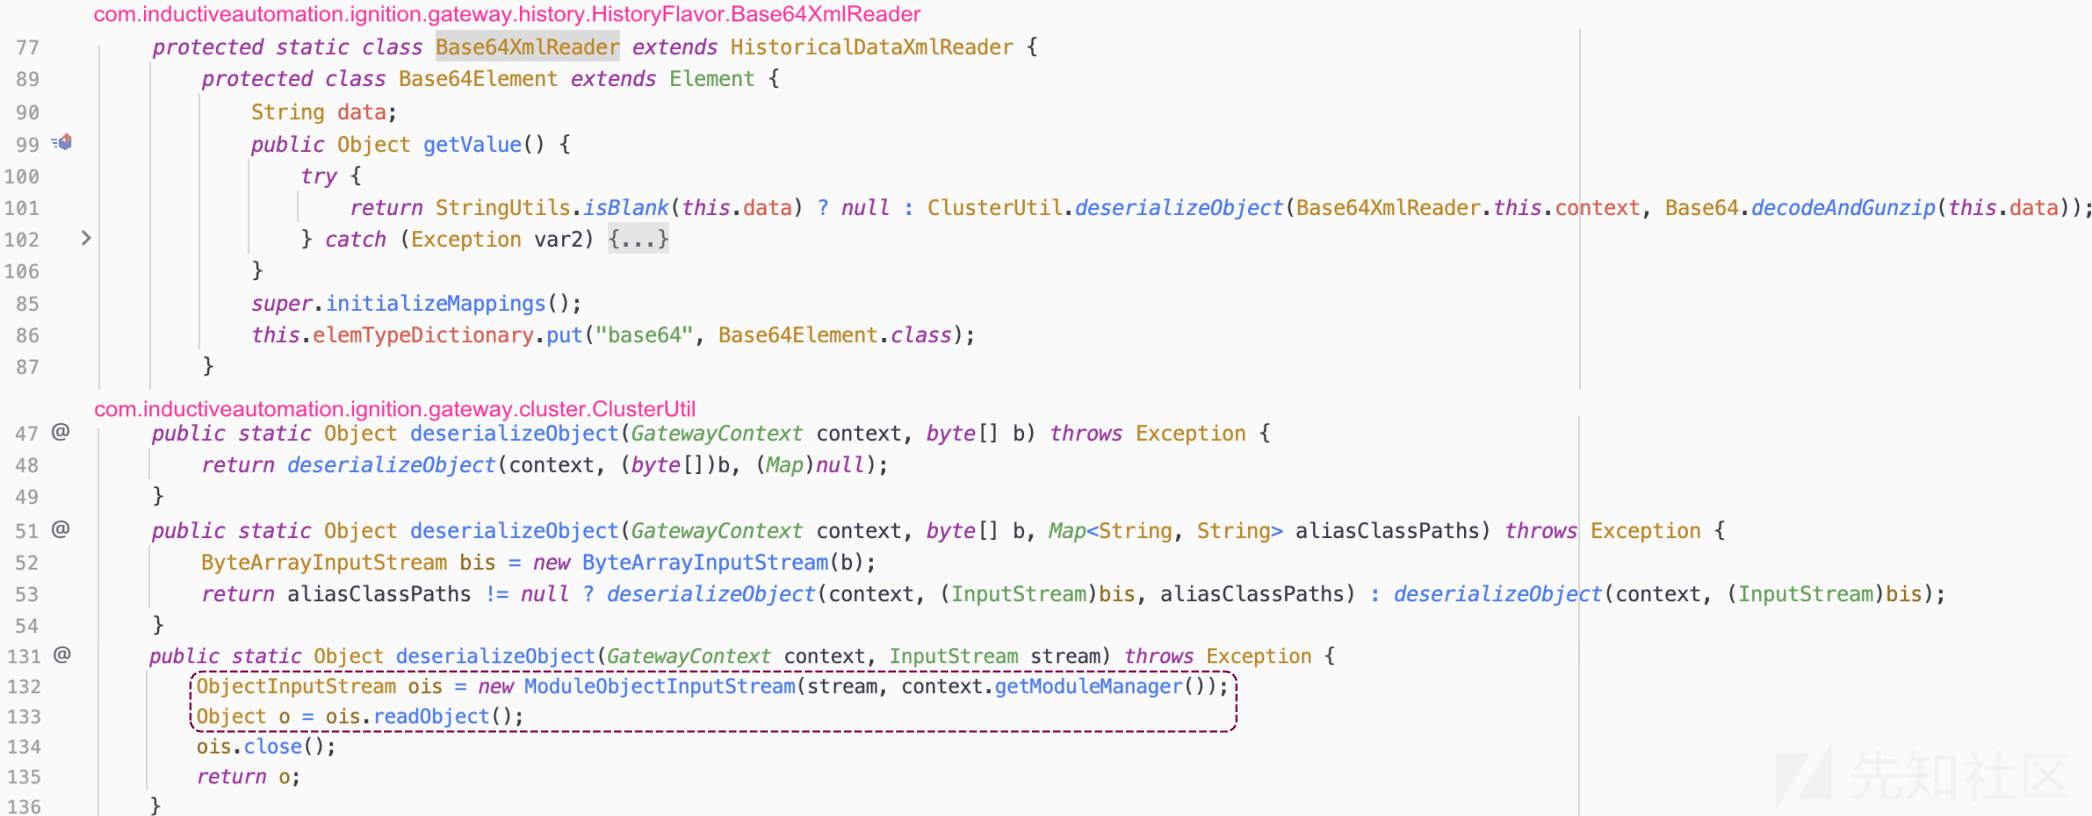 com.inductiveautomation.ignition.gateway.history.HistoryFlavor.Base64XmlReader
77 protected static class Base64XmlReader extends HistoricalDataXmlReader {
89 protected class Base64Element extends Element {
90 String data;
99 public Object getValue() {
100 try {
101 return StringUtils.isBlank(this.data) ? null : ClusterUtil.deserializeObject(Base64XmlReader.this.context, Base64.decodeAndGunzip(this.data));
102 } catch (Exception var2) {...}
106 }
85 super.initializeMappings();
86 this.elemTypeDictionary.put("base64", Base64Element.class);
87 }
com.inductiveautomation.ignition.gateway.cluster.ClusterUtil
47 @ public static Object deserializeObject(GatewayContext context, byte[] b) throws Exception {
48 return deserializeObject(context, (byte[])b, (Map)null);
49 }
51 @ public static Object deserializeObject(GatewayContext context, byte[] b, Map<String, String> aliasClassPaths) throws Exception {
52 ByteArrayInputStream bis = new ByteArrayInputStream(b);
53 return aliasClassPaths != null ? deserializeObject(context, (InputStream)bis, aliasClassPaths) : deserializeObject(context, (InputStream)bis);
54 }
131 @ public static Object deserializeObject(GatewayContext context, InputStream stream) throws Exception {
132 ObjectInputStream ois = new ModuleObjectInputStream(stream, context.getModuleManager());
133 Object o = ois.readObject();
134 ois.close();
135 return o;
136 }
先知社区